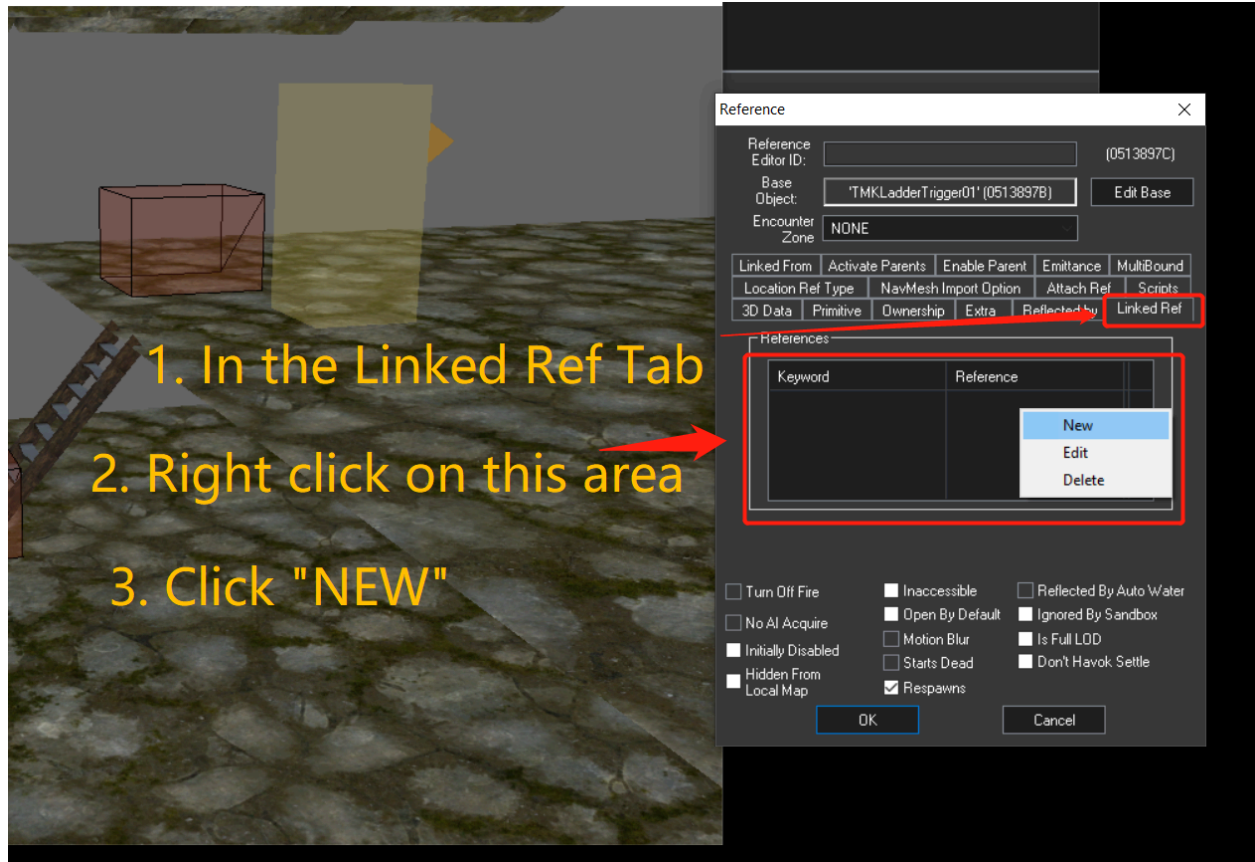 Reference
Reference
Editor ID:
(0513897C)
Base
Object:
'TMKLadderTrigger01' (0513897B)
Edit Base
Encounter
Zone
NONE
Linked From
Activate Parents
Enable Parent
Emittance
MultiBound
Location Ref Type
NavMesh Import Option
Attach Ref
Scripts
3D Data
Primitive
Ownership
Extra
Reflected by
Linked Ref
References
Keyword
Reference
New
Edit
Delete
1. In the Linked Ref Tab
2. Right click on this area
3. Click "NEW"
Turn Off Fire
No AI Acquire
Initially Disabled
Hidden From
Local Map
Inaccessible
Open By Default
Motion Blur
Starts Dead
Respawns
Reflected By Auto Water
Ignored By Sandbox
Is Full LOD
Don't Havok Settle
OK
Cancel